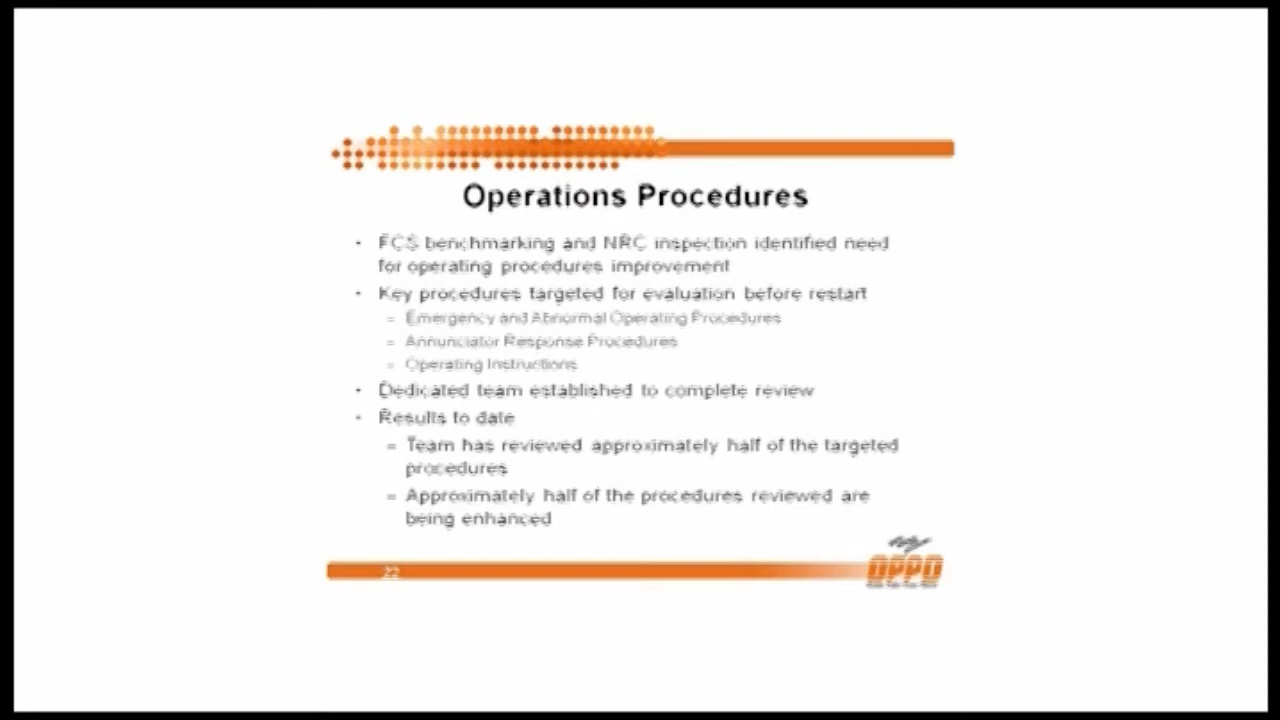 Operations Procedures
• FCS benchmarking and NRC inspection identified need
for operating procedures improvement
• Key procedures targeted for evaluation before restart
– Emergency and Abnormal Operating Procedures
– Annunciator Response Procedures
– Operating Instructions
• Dedicated team established to complete review
• Results to date
– Team has reviewed approximately half of the targeted
procedures
– Approximately half of the procedures reviewed are
being enhanced
22
OPPD